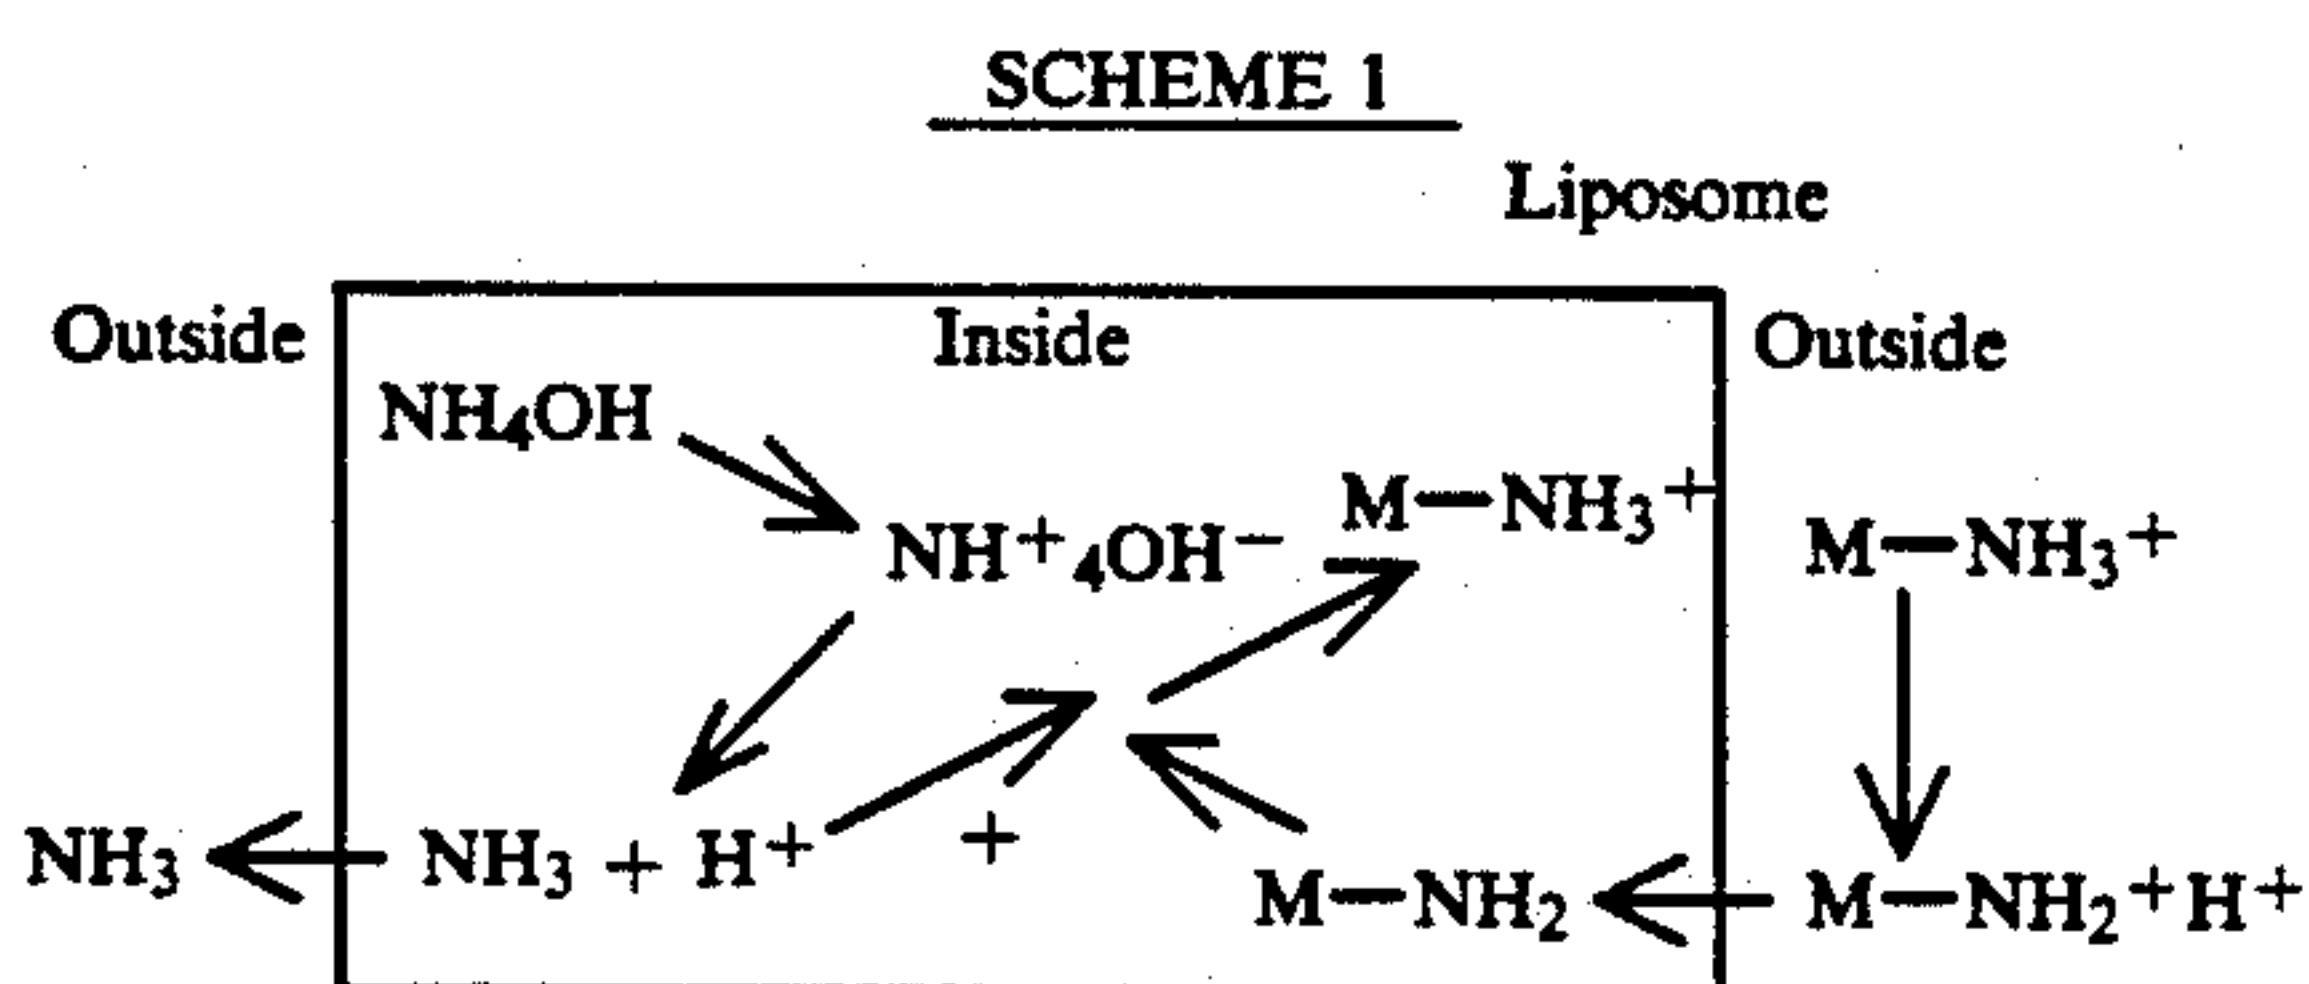 SCHEME 1
Liposome
Outside Inside Outside
NH₄OH
M—NH₃⁺
NH⁺₄OH⁻
M—NH₃⁺
NH₃ NH₃ + H⁺ +
M—NH₂ M—NH₂⁺H⁺